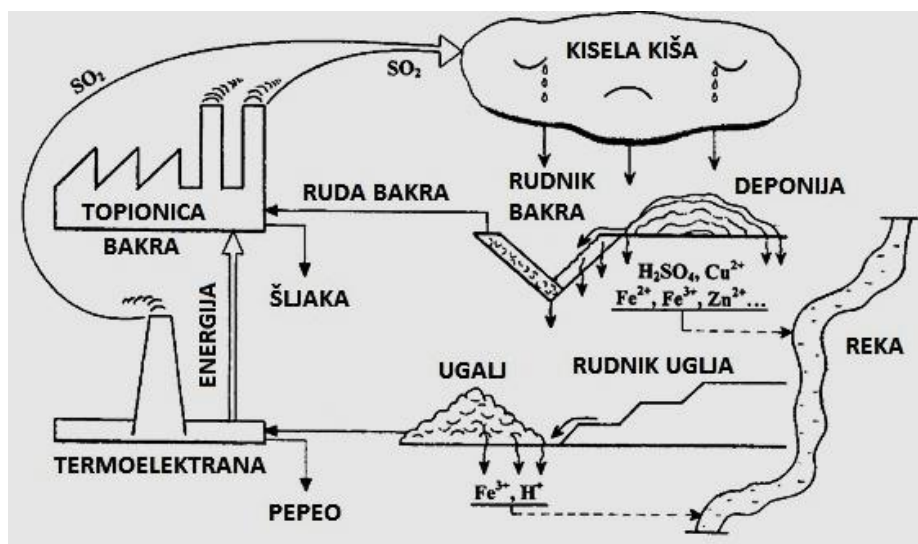 SO₂
SO₂
KISELA KIŠA
TOPIONICA
BAKRA
RUDA BAKRA
RUDNIK
BAKRA
DEPONIJA
ŠLJAKA
H₂SO₄, Cu²⁺
Fe²⁺, Fe³⁺, Zn²⁺...
ENERGIJA
REKA
UGALJ
RUDNIK UGLJA
TERMOELEKTRANA
PEPEO
Fe³⁺, H⁺